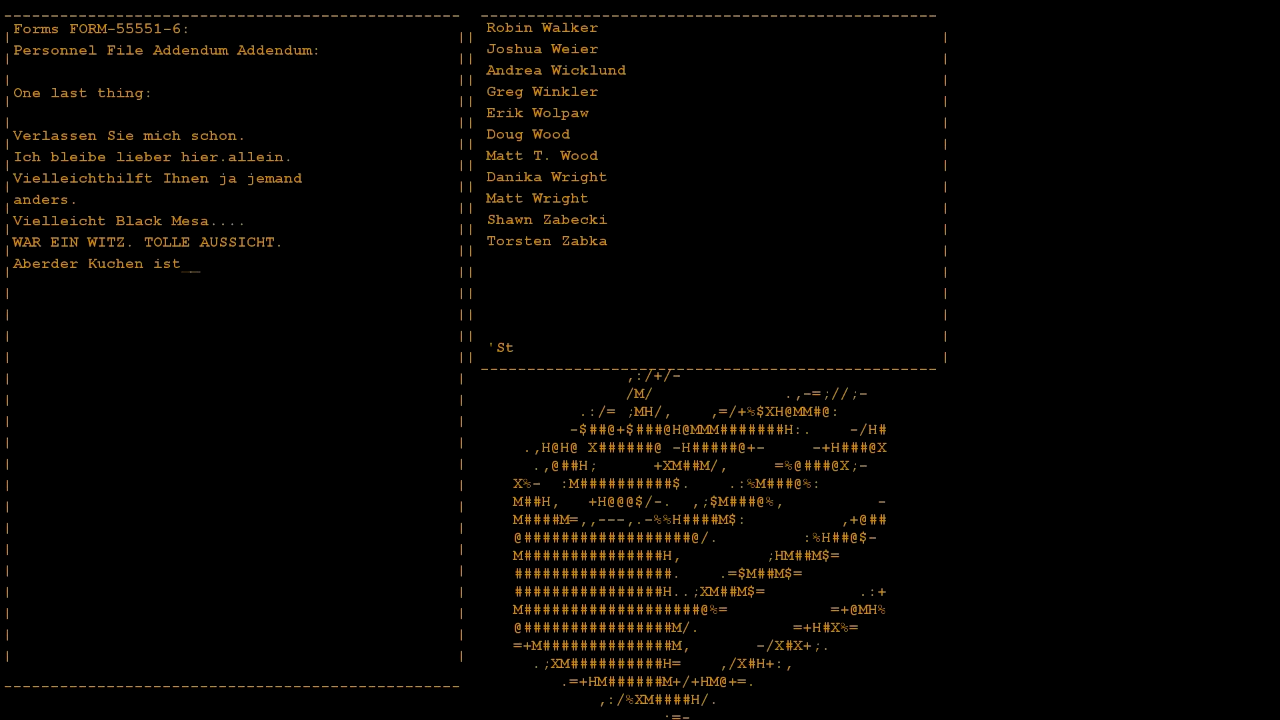 Forms FORM-55551-6:
Personnel File Addendum Addendum:
One last thing:
Verlassen Sie mich schon.
Ich bleibe lieber hier.allein.
Vielleichthilft Ihnen ja jemand
anders.
Vielleicht Black Mesa....
WAR EIN WITZ. TOLLE AUSSICHT.
Aberder Kuchen ist__
Robin Walker
Joshua Weier
Andrea Wicklund
Greg Winkler
Erik Wolpaw
Doug Wood
Matt T. Wood
Danika Wright
Matt Wright
Shawn Zabecki
Torsten Zabka
'St